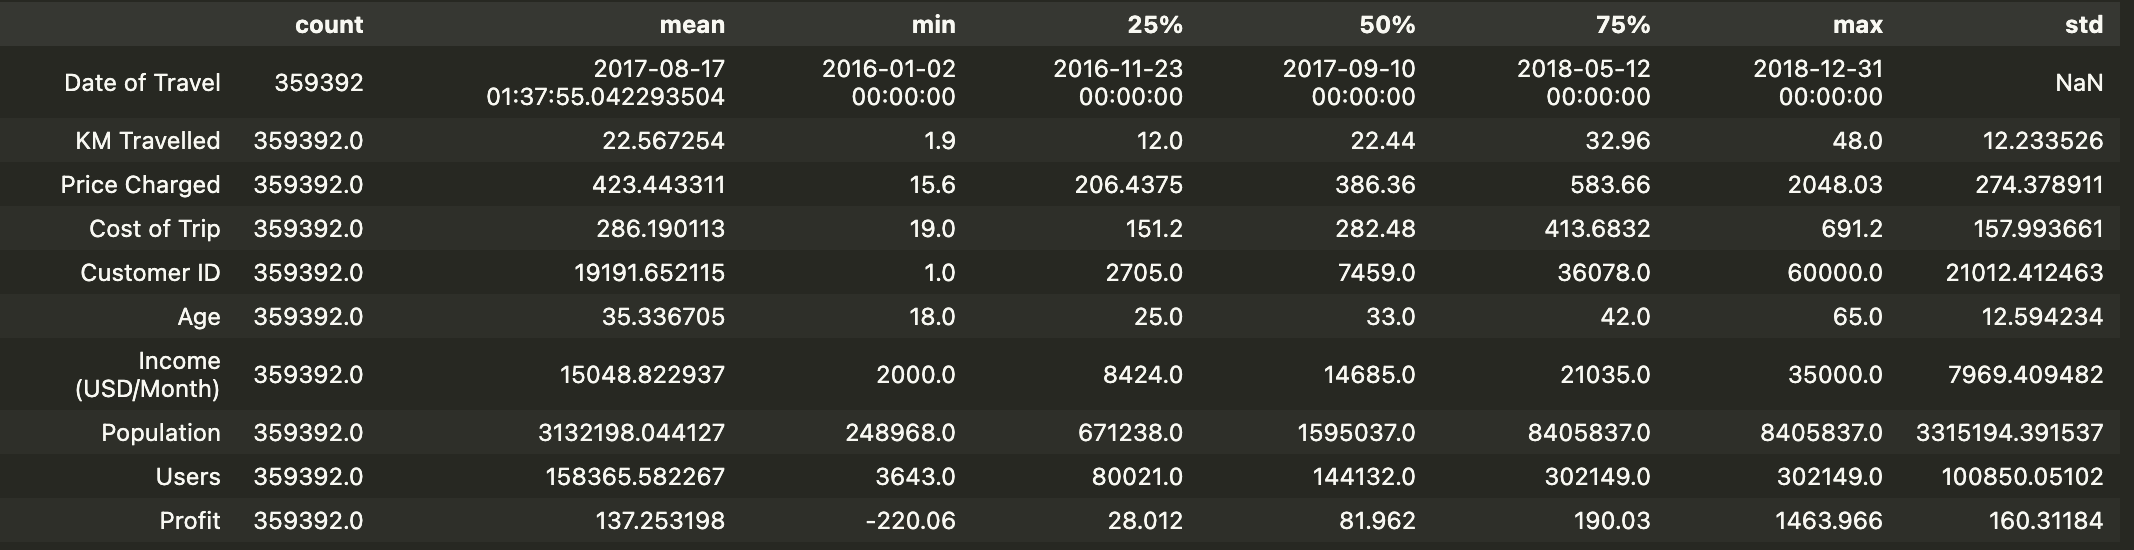 count mean min 25% 50% 75% max std
Date of Travel 359392 2017-08-17 01:37:55.042293504 2016-01-02 00:00:00 2016-11-23 00:00:00 2017-09-10 00:00:00 2018-05-12 00:00:00 2018-12-31 00:00:00 NaN
KM Travelled 359392.0 22.567254 1.9 12.0 22.44 32.96 48.0 12.233526
Price Charged 359392.0 423.443311 15.6 206.4375 386.36 583.66 2048.03 274.378911
Cost of Trip 359392.0 286.190113 19.0 151.2 282.48 413.6832 691.2 157.993661
Customer ID 359392.0 19191.652115 1.0 2705.0 7459.0 36078.0 60000.0 21012.412463
Age 359392.0 35.336705 18.0 25.0 33.0 42.0 65.0 12.594234
Income (USD/Month) 359392.0 15048.822937 2000.0 8424.0 14685.0 21035.0 35000.0 7969.409482
Population 359392.0 3132198.044127 248968.0 671238.0 1595037.0 8405837.0 8405837.0 3315194.391537
Users 359392.0 158365.582267 3643.0 80021.0 144132.0 302149.0 302149.0 100850.05102
Profit 359392.0 137.253198 -220.06 28.012 81.962 190.03 1463.966 160.31184